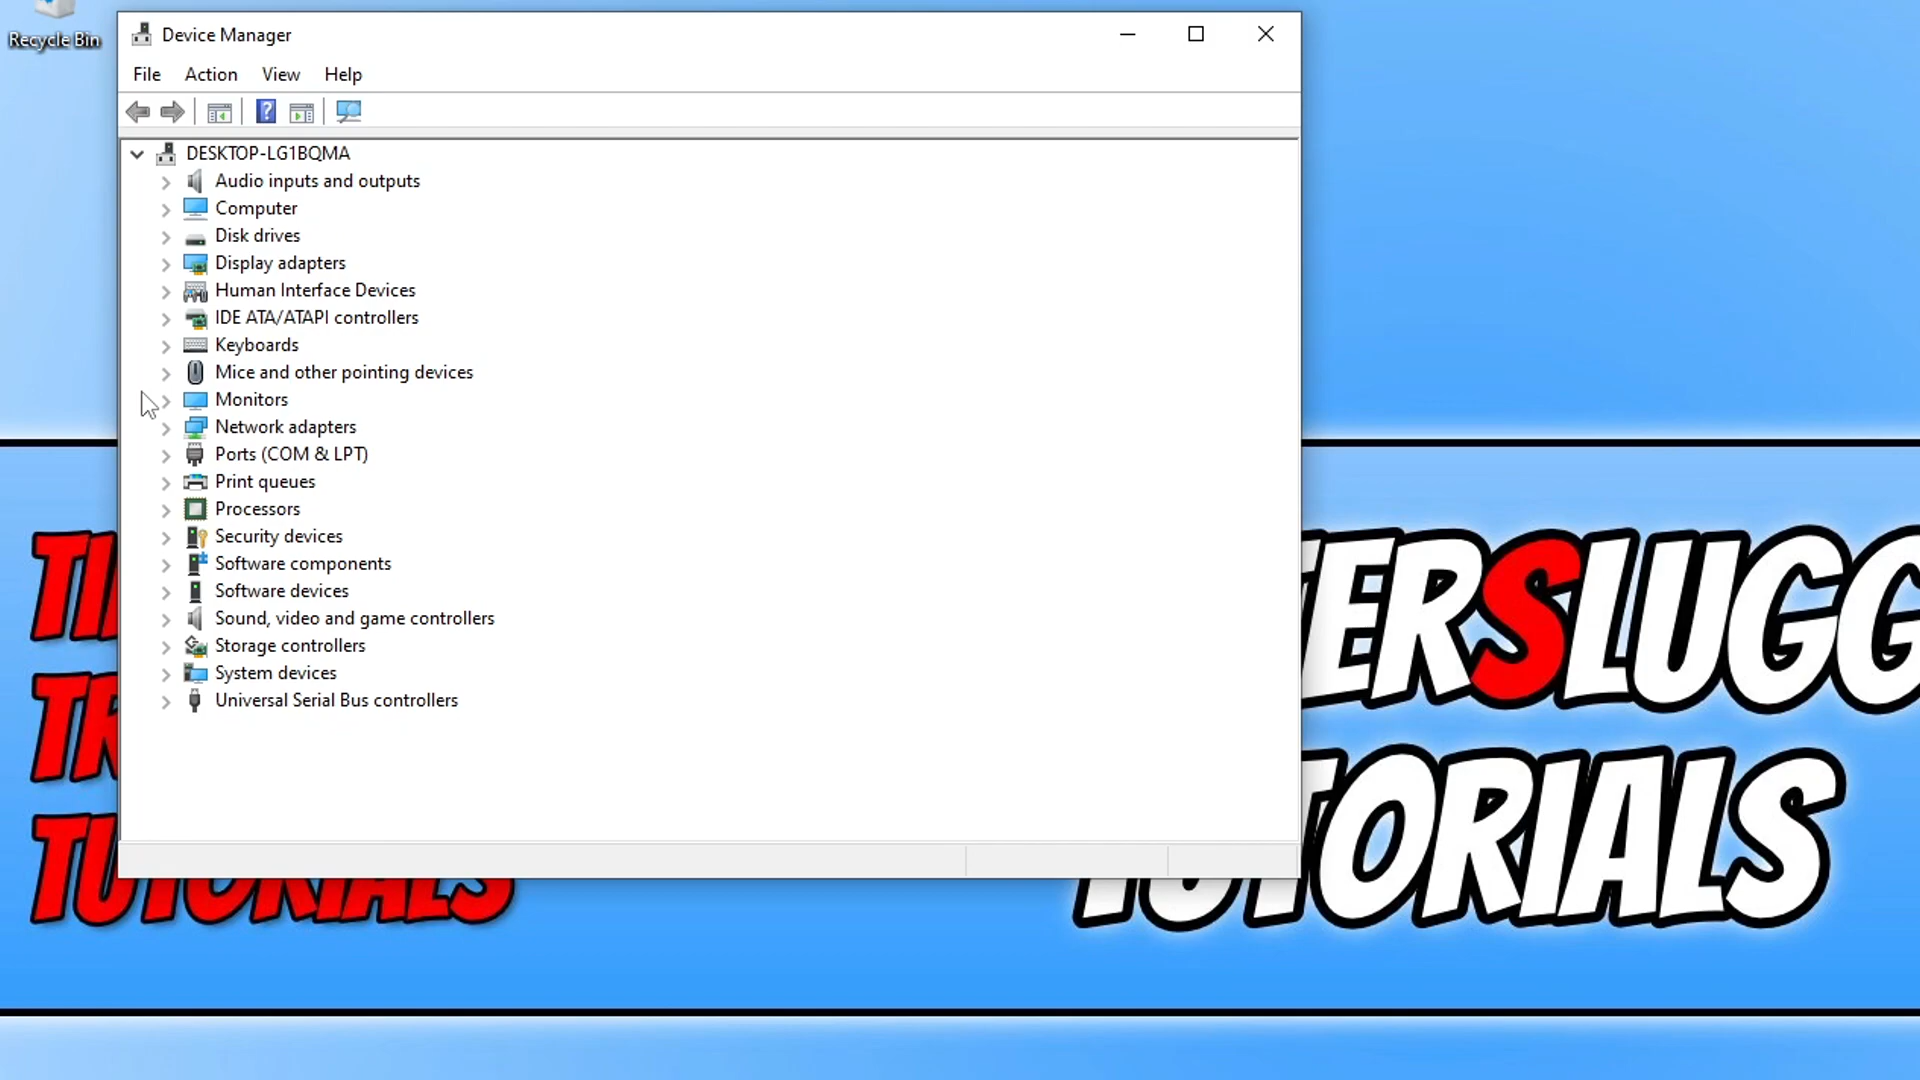 Recycle Bin
Device Manager
File Action View Help
DESKTOP-LG1BQMA
Audio inputs and outputs
Computer
Disk drives
Display adapters
Human Interface Devices
IDE ATA/ATAPI controllers
Keyboards
Mice and other pointing devices
Monitors
Network adapters
Ports (COM & LPT)
Print queues
Processors
Security devices
Software components
Software devices
Sound, video and game controllers
Storage controllers
System devices
Universal Serial Bus controllers
TUTORIALS
TUTORIALS